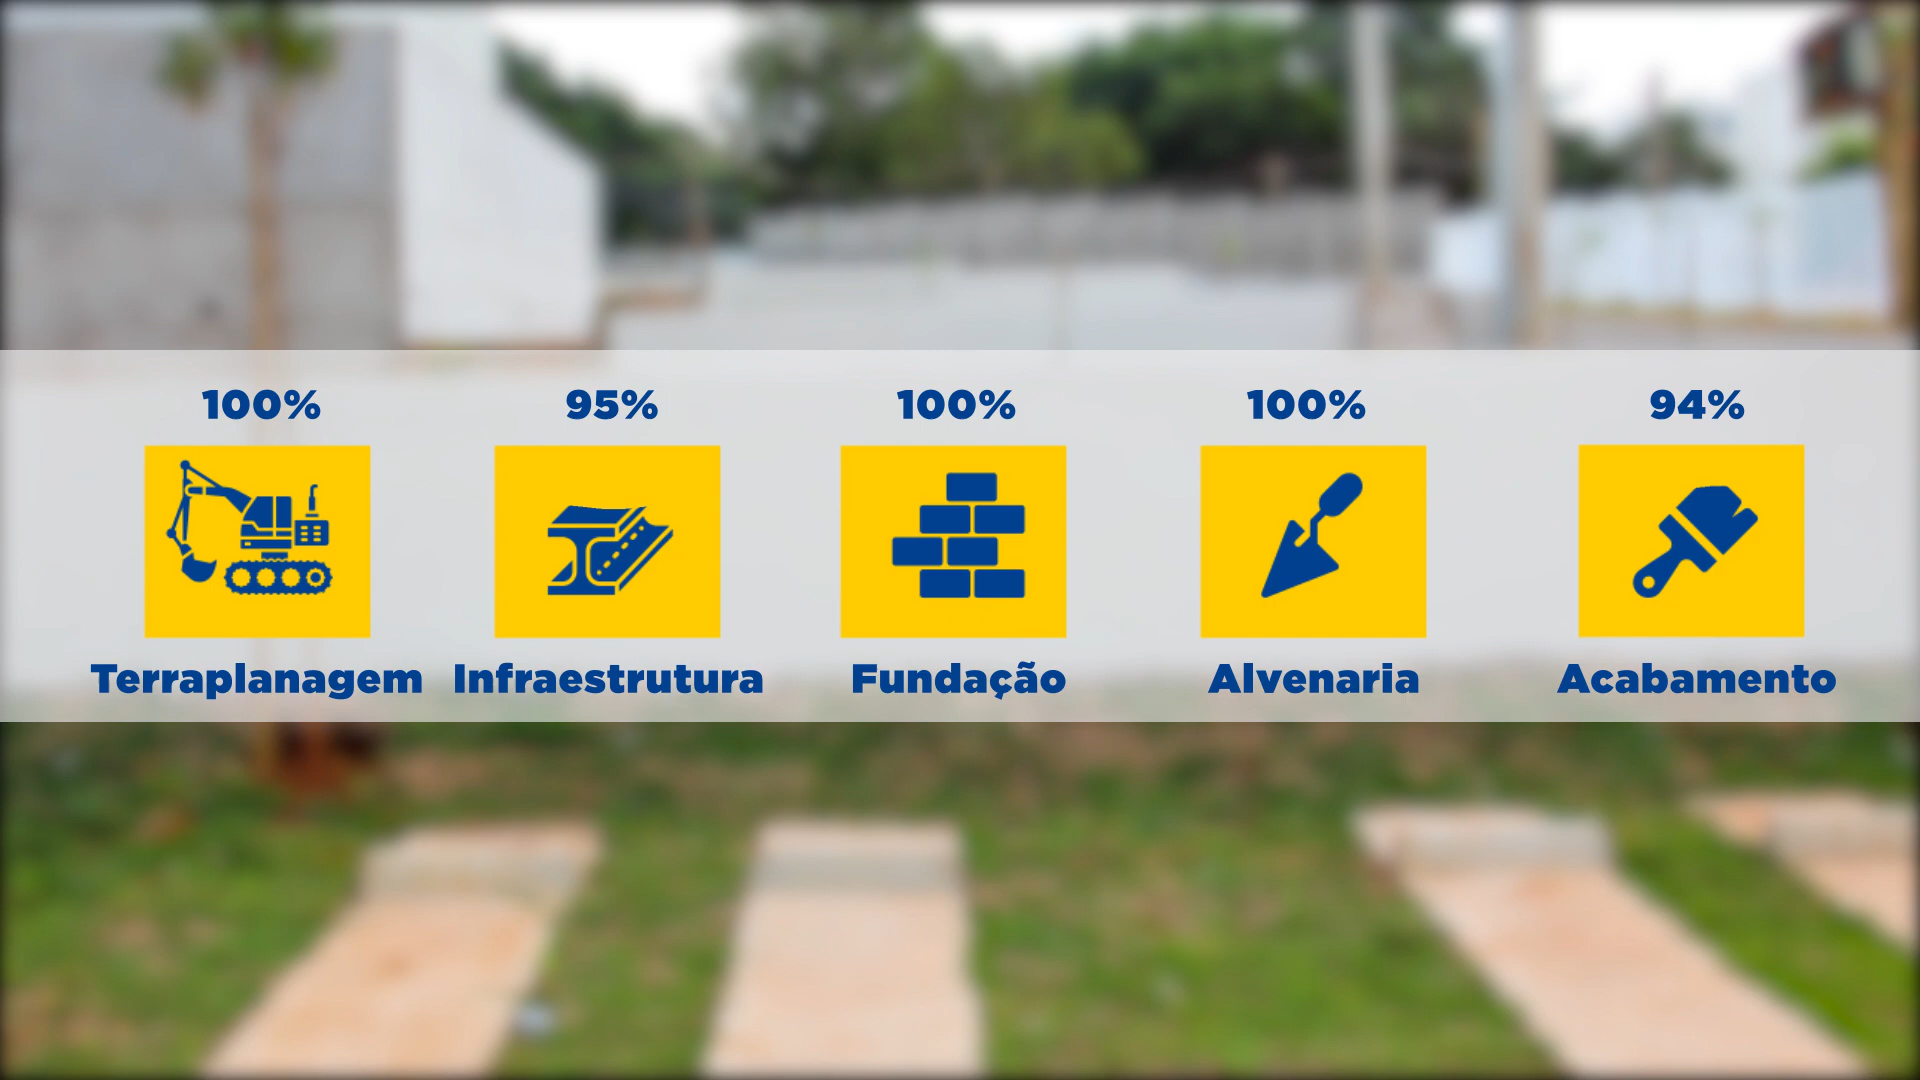 100% 95% 100% 100% 94%
Terraplanagem Infraestrutura Fundação Alvenaria Acabamento